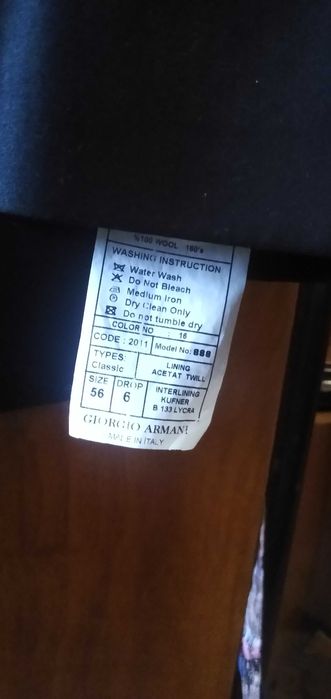 %100 WOOL 160's
WASHING INSTRUCTION
Water Wash
Do Not Bleach
Medium Iron
Dry Clean Only
Do not tumble dry
COLOR NO : 16
CODE : 2011 Model No: 888
TYPES Classic
LINING
ACETAT TWILL
SIZE 56
DROP 6
INTERLINING
KUFNER
B 133 LYCRA
GIORGIO ARMANI
MADE IN ITALY